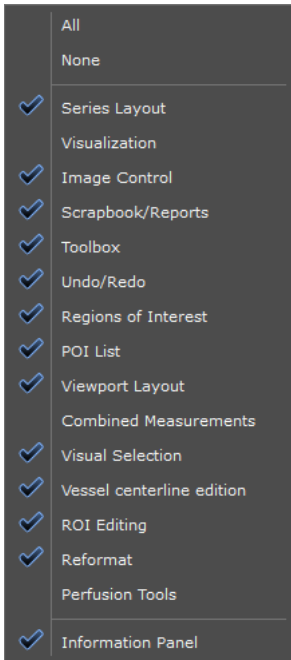 All
None
Series Layout
Visualization
Image Control
Scrapbook/Reports
Toolbox
Undo/Redo
Regions of Interest
POI List
Viewport Layout
Combined Measurements
Visual Selection
Vessel centerline edition
ROI Editing
Reformat
Perfusion Tools
Information Panel